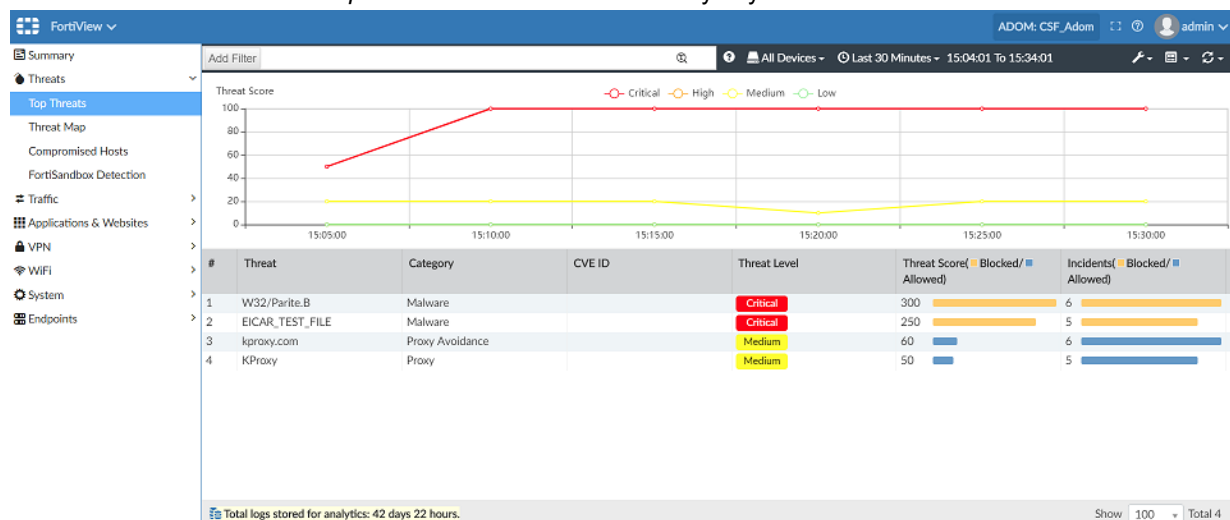 FortiView
ADOM: CSF_Adom
admin
Summary
Threats
Top Threats
Threat Map
Compromised Hosts
FortiSandbox Detection
Traffic
Applications & Websites
VPN
WiFi
System
Endpoints
Add Filter
All Devices
Last 30 Minutes
15:04:01 To 15:34:01
Threat Score
Critical High Medium Low
100
80
60
40
20
0
15:05:00 15:10:00 15:15:00 15:20:00 15:25:00 15:30:00
# Threat Category CVE ID Threat Level Threat Score( Blocked/ Allowed) Incidents( Blocked/ Allowed)
1 W32/Parite.B Malware Critical 300 6
2 EICAR_TEST_FILE Malware Critical 250 5
3 kproxy.com Proxy Avoidance Medium 60 6
4 KProxy Proxy Medium 50 5
Total logs stored for analytics: 42 days 22 hours.
Show 100 Total 4